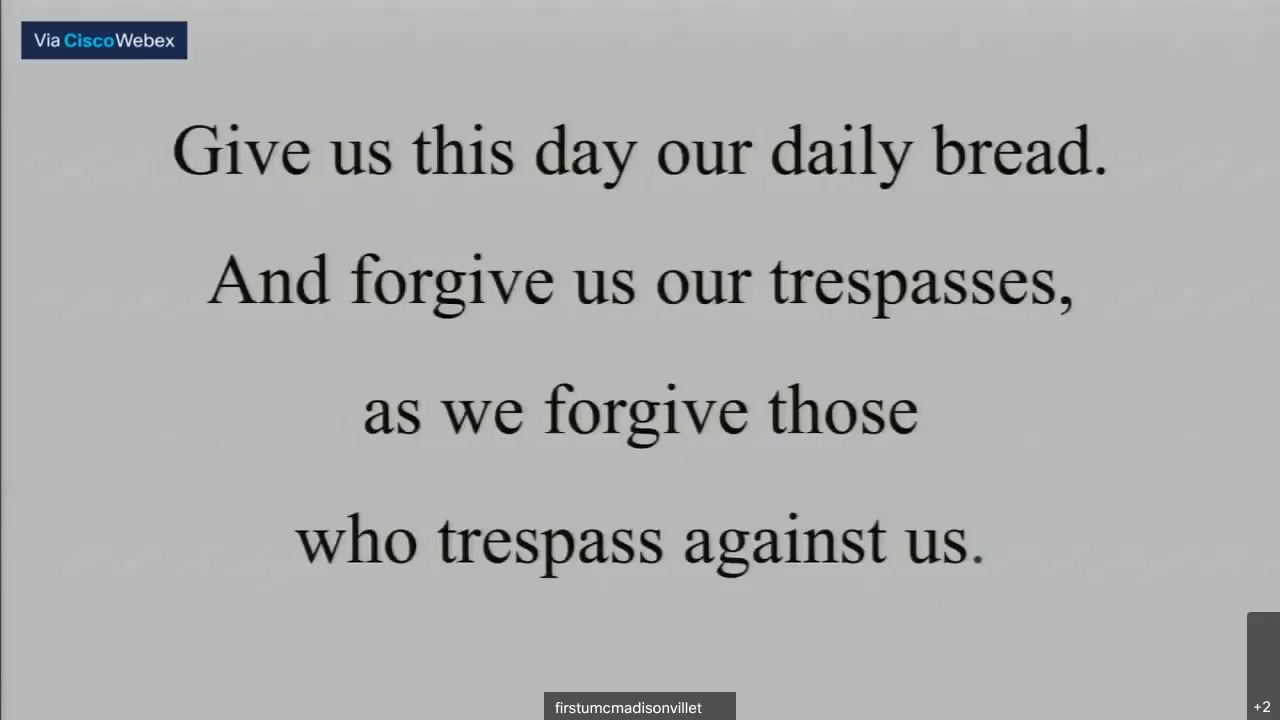 Via CiscoWebex
Give us this day our daily bread.
And forgive us our trespasses,
as we forgive those
who trespass against us.
firstumcmadisonvillet
+2